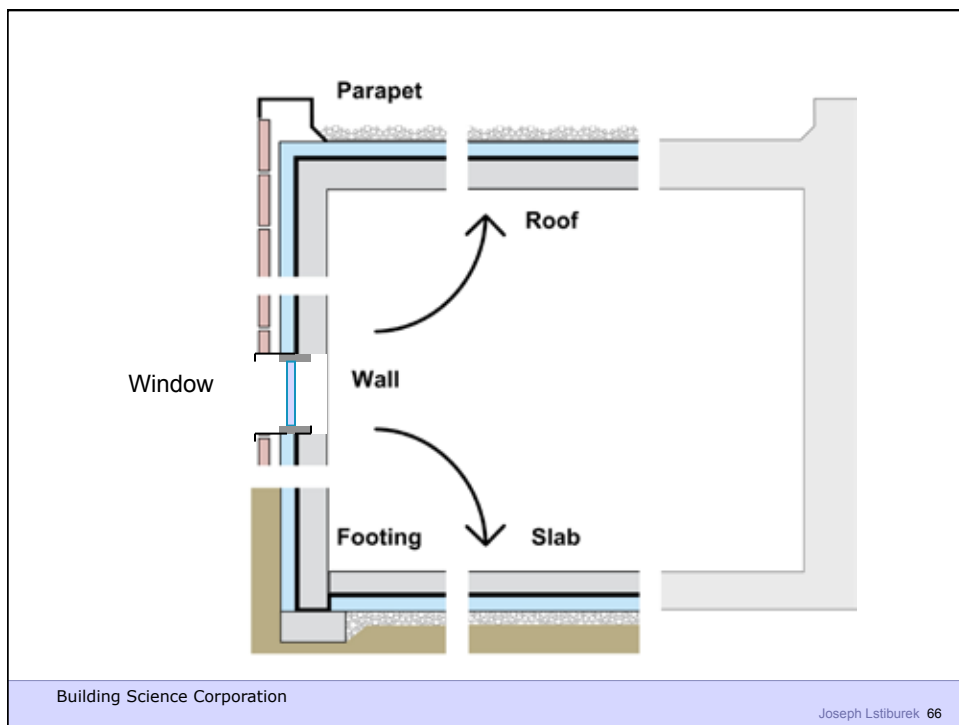 Parapet
Roof
Window
Wall
Footing
Slab
Building Science Corporation
Joseph Lstiburek 66